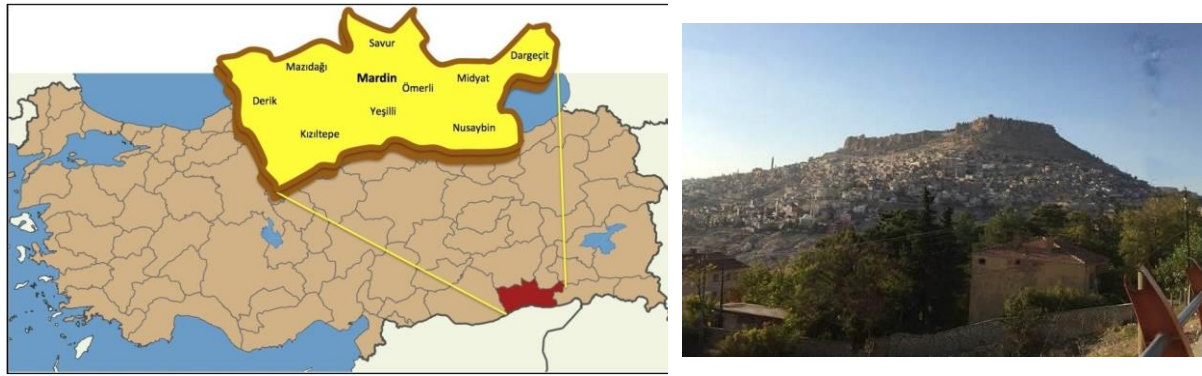 Savur
Dargeçit
Mazıdağı
Mardin
Midyat
Ömerli
Derik
Yeşilli
Kızıltepe
Nusaybin